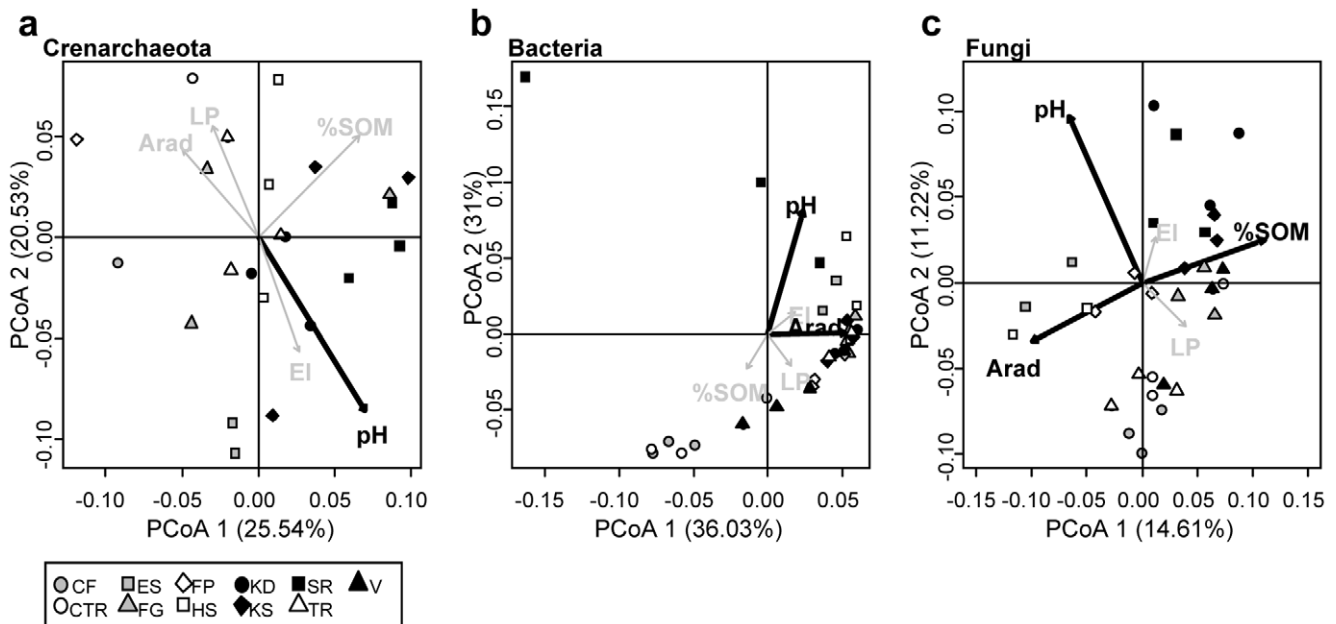 a
Crenarchaeota
LP
Arad
%SOM
EI
pH
PCoA 2 (20.53%)
0.05
0.00
-0.05
-0.10
-0.10 -0.05 0.00 0.05 0.10
PCoA 1 (25.54%)
b
Bacteria
pH
EI
Arad
%SOM
LP
PCoA 2 (31%)
0.15
0.10
0.05
0.00
-0.05
-0.15 -0.10 -0.05 0.00 0.05
PCoA 1 (36.03%)
c
Fungi
pH
EI
%SOM
Arad
LP
PCoA 2 (11.22%)
0.10
0.05
0.00
-0.05
-0.10
-0.15 -0.10 -0.05 0.00 0.05 0.10 0.15
PCoA 1 (14.61%)
CF ES FP KD SR V
CTR FG HS KS TR